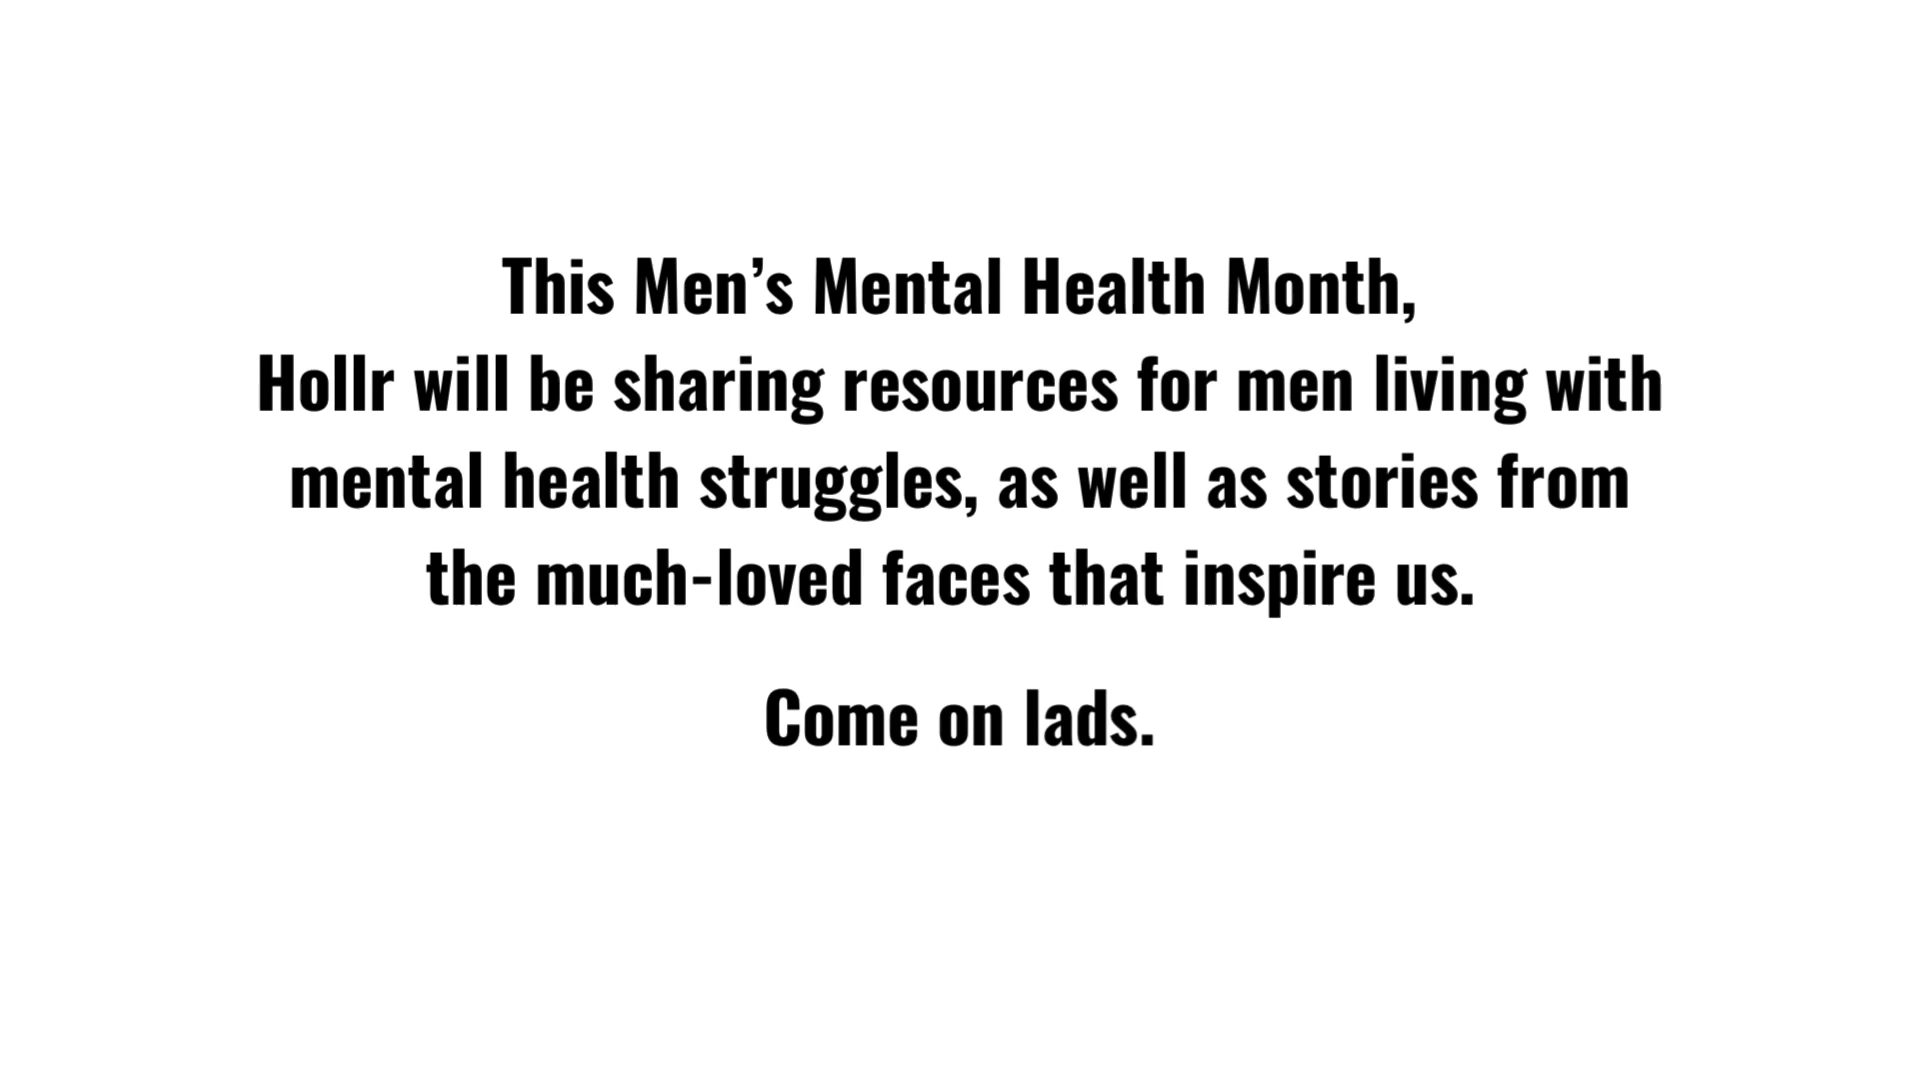 This Men’s Mental Health Month,
Hollr will be sharing resources for men living with
mental health struggles, as well as stories from
the much-loved faces that inspire us.
Come on lads.